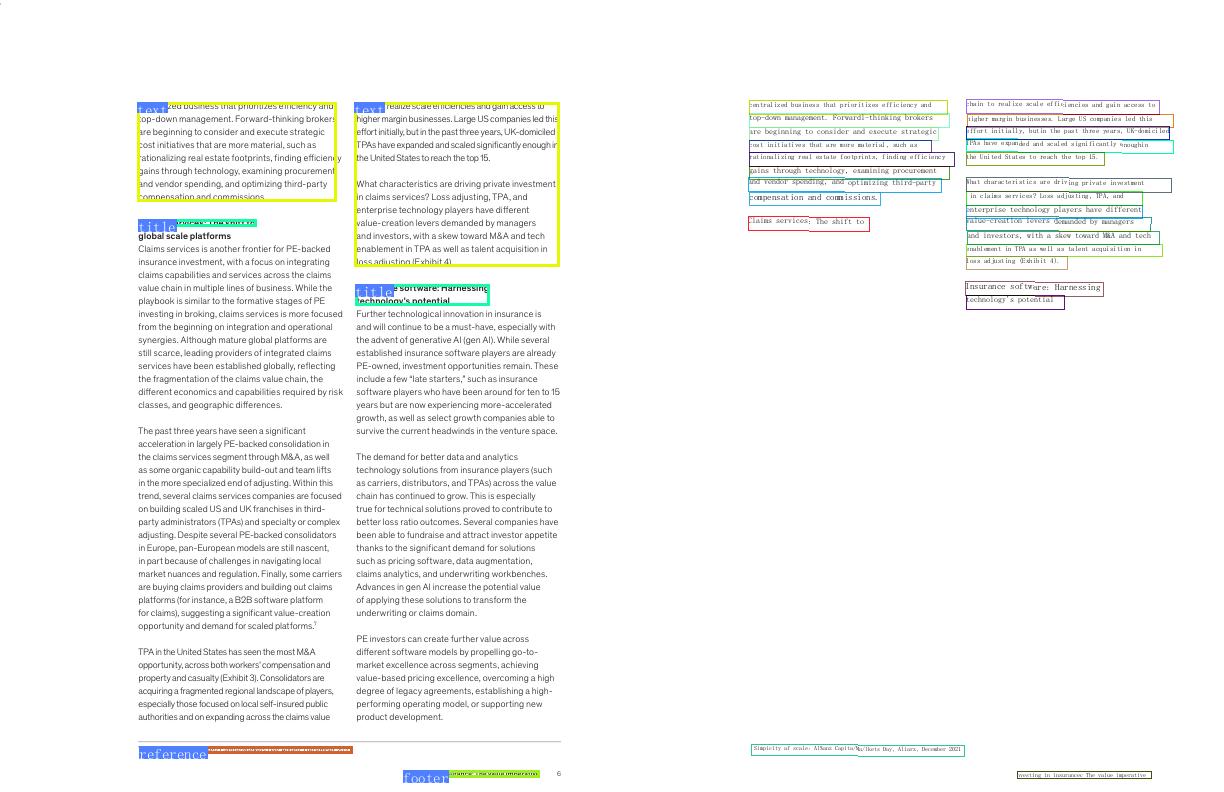 text
zed business that prioritizes efficiency and
top-down management. Forward-thinking brokers
are beginning to consider and execute strategic
cost initiatives that are more material, such as
rationalizing real estate footprints, finding efficiency
gains through technology, examining procurement
and vendor spending, and optimizing third-party
compensation and commissions.
title
services: The shift to
global scale platforms
Claims services is another frontier for PE-backed
insurance investment, with a focus on integrating
claims capabilities and services across the claims
value chain in multiple lines of business. While the
playbook is similar to the formative stages of PE
investing in broking, claims services is more focused
from the beginning on integration and operational
synergies. Although mature global platforms are
still scarce, leading providers of integrated claims
services have been established globally, reflecting
the fragmentation of the claims value chain, the
different economics and capabilities required by risk
classes, and geographic differences.
The past three years have seen a significant
acceleration in largely PE-backed consolidation in
the claims services segment through M&A, as well
as some organic capability build-out and team lifts
in the more specialized end of adjusting. Within this
trend, several claims services companies are focused
on building scaled US and UK franchises in third-
party administrators (TPAs) and specialty or complex
adjusting. Despite several PE-backed consolidators
in Europe, pan-European models are still nascent,
in part because of challenges in navigating local
market nuances and regulation. Finally, some carriers
are buying claims providers and building out claims
platforms (for instance, a B2B software platform
for claims), suggesting a significant value-creation
opportunity and demand for scaled platforms.7
TPA in the United States has seen the most M&A
opportunity, across both workers' compensation and
property and casualty (Exhibit 3). Consolidators are
acquiring a fragmented regional landscape of players,
especially those focused on local self-insured public
authorities and on expanding across the claims value
text
realize scale efficiencies and gain access to
higher margin businesses. Large US companies led this
effort initially, but in the past three years, UK-domiciled
TPAs have expanded and scaled significantly enough in
the United States to reach the top 15.
What characteristics are driving private investment
in claims services? Loss adjusting, TPA, and
enterprise technology players have different
value-creation levers demanded by managers
and investors, with a skew toward M&A and tech
enablement in TPA as well as talent acquisition in
loss adjusting (Exhibit 4).
title
e software: Harnessing
technology's potential
Further technological innovation in insurance is
and will continue to be a must-have, especially with
the advent of generative AI (gen AI). While several
established insurance software players are already
PE-owned, investment opportunities remain. These
include a few “late starters,” such as insurance
software players who have been around for ten to 15
years but are now experiencing more-accelerated
growth, as well as select growth companies able to
survive the current headwinds in the venture space.
The demand for better data and analytics
technology solutions from insurance players (such
as carriers, distributors, and TPAs) across the value
chain has continued to grow. This is especially
true for technical solutions proved to contribute to
better loss ratio outcomes. Several companies have
been able to fundraise and attract investor appetite
thanks to the significant demand for solutions
such as pricing software, data augmentation,
claims analytics, and underwriting workbenches.
Advances in gen AI increase the potential value
of applying these solutions to transform the
underwriting or claims domain.
PE investors can create further value across
different software models by propelling go-to-
market excellence across segments, achieving
value-based pricing excellence, overcoming a high
degree of legacy agreements, establishing a high-
performing operating model, or supporting new
product development.
reference
footer
6
centralized business that prioritizes efficiency and
top-down management. Forwardl-thinking brokers
are beginning to consider and execute strategic
cost initiatives that are more material, such as
rationalizing real estate footprints, finding efficiency
gains through technology, examining procurement
and vendor spending, and optimizing third-party
compensation and commissions.
Claims services: The shift to
chain to realize scale efficiencies and gain access to
higher margin businesses. Large US companies led this
effort initially, butin the past three years, UK-domiciled
TPAs have expanded and scaled significantly enoughin
the United States to reach the top 15.
What characteristics are driving private investment
in claims services? Loss adjusting, TPA, and
enterprise technology players have different
value-creation levers demanded by managers
and investors, with a skew toward M&A and tech
enablement in TPA as well as talent acquisition in
loss adjusting (Exhibit 4).
Insurance software: Harnessing
technology's potential
Simpicity af scale: Day, December 2021
The value imperative